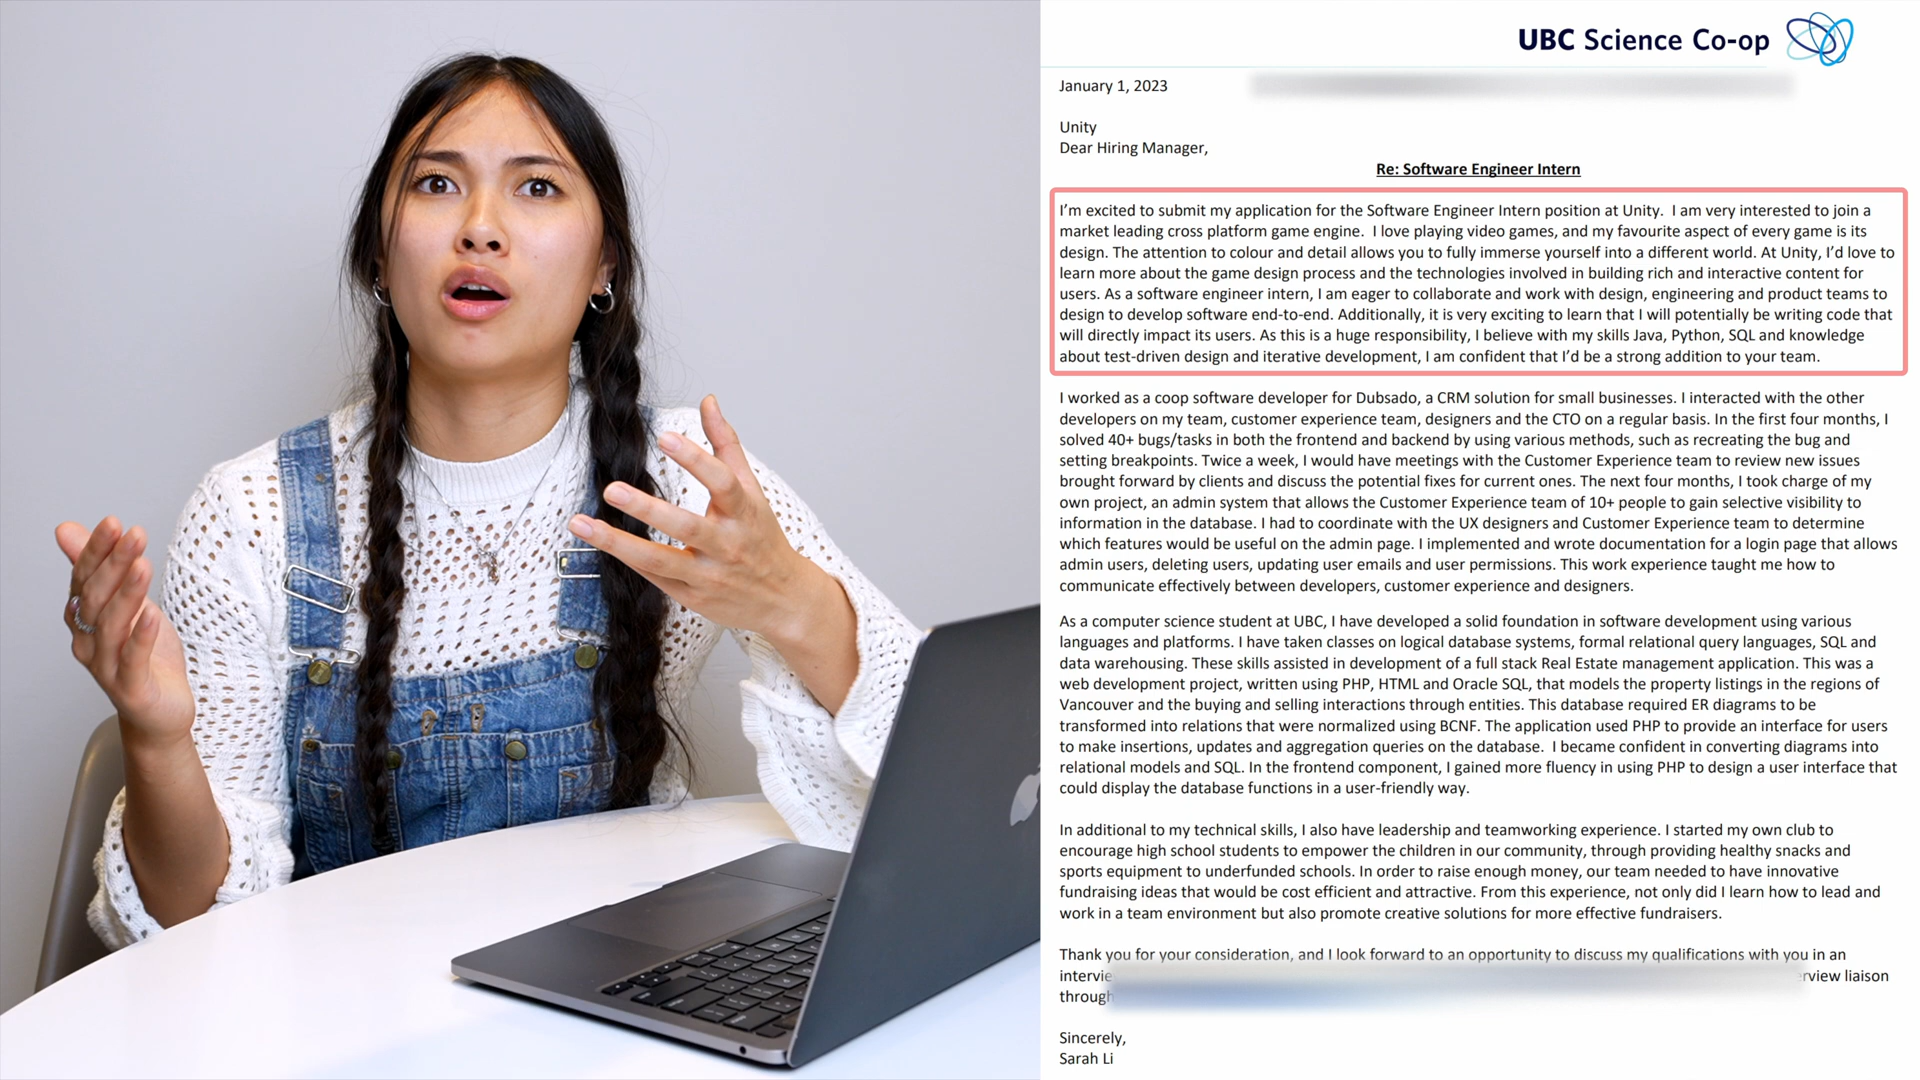 UBC Science Co-op
January 1, 2023
Unity
Dear Hiring Manager,
Re: Software Engineer Intern
I'm excited to submit my application for the Software Engineer Intern position at Unity.  I am very interested to join a
market leading cross platform game engine.  I love playing video games, and my favourite aspect of every game is its
design. The attention to colour and detail allows you to fully immerse yourself into a different world. At Unity, I'd love to
learn more about the game design process and the technologies involved in building rich and interactive content for
users. As a software engineer intern, I am eager to collaborate and work with design, engineering and product teams to
design to develop software end-to-end. Additionally, it is very exciting to learn that I will potentially be writing code that
will directly impact its users. As this is a huge responsibility, I believe with my skills Java, Python, SQL and knowledge
about test-driven design and iterative development, I am confident that I'd be a strong addition to your team.
I worked as a coop software developer for Dubsado, a CRM solution for small businesses. I interacted with the other
developers on my team, customer experience team, designers and the CTO on a regular basis. In the first four months, I
solved 40+ bugs/tasks in both the frontend and backend by using various methods, such as recreating the bug and
setting breakpoints. Twice a week, I would have meetings with the Customer Experience team to review new issues
brought forward by clients and discuss the potential fixes for current ones. The next four months, I took charge of my
own project, an admin system that allows the Customer Experience team of 10+ people to gain selective visibility to
information in the database. I had to coordinate with the UX designers and Customer Experience team to determine
which features would be useful on the admin page. I implemented and wrote documentation for a login page that allows
admin users, deleting users, updating user emails and user permissions. This work experience taught me how to
communicate effectively between developers, customer experience and designers.
As a computer science student at UBC, I have developed a solid foundation in software development using various
languages and platforms. I have taken classes on logical database systems, formal relational query languages, SQL and
data warehousing. These skills assisted in development of a full stack Real Estate management application. This was a
web development project, written using PHP, HTML and Oracle SQL, that models the property listings in the regions of
Vancouver and the buying and selling interactions through entities. This database required ER diagrams to be
transformed into relations that were normalized using BCNF. The application used PHP to provide an interface for users
to make insertions, updates and aggregation queries on the database.  I became confident in converting diagrams into
relational models and SQL. In the frontend component, I gained more fluency in using PHP to design a user interface that
could display the database functions in a user-friendly way.
In additional to my technical skills, I also have leadership and teamworking experience. I started my own club to
encourage high school students to empower the children in our community, through providing healthy snacks and
sports equipment to underfunded schools. In order to raise enough money, our team needed to have innovative
fundraising ideas that would be cost efficient and attractive. From this experience, not only did I learn how to lead and
work in a team environment but also promote creative solutions for more effective fundraisers.
Thank you for your consideration, and I look forward to an opportunity to discuss my qualifications with you in an
liaison
through
Sincerely,
Sarah Li